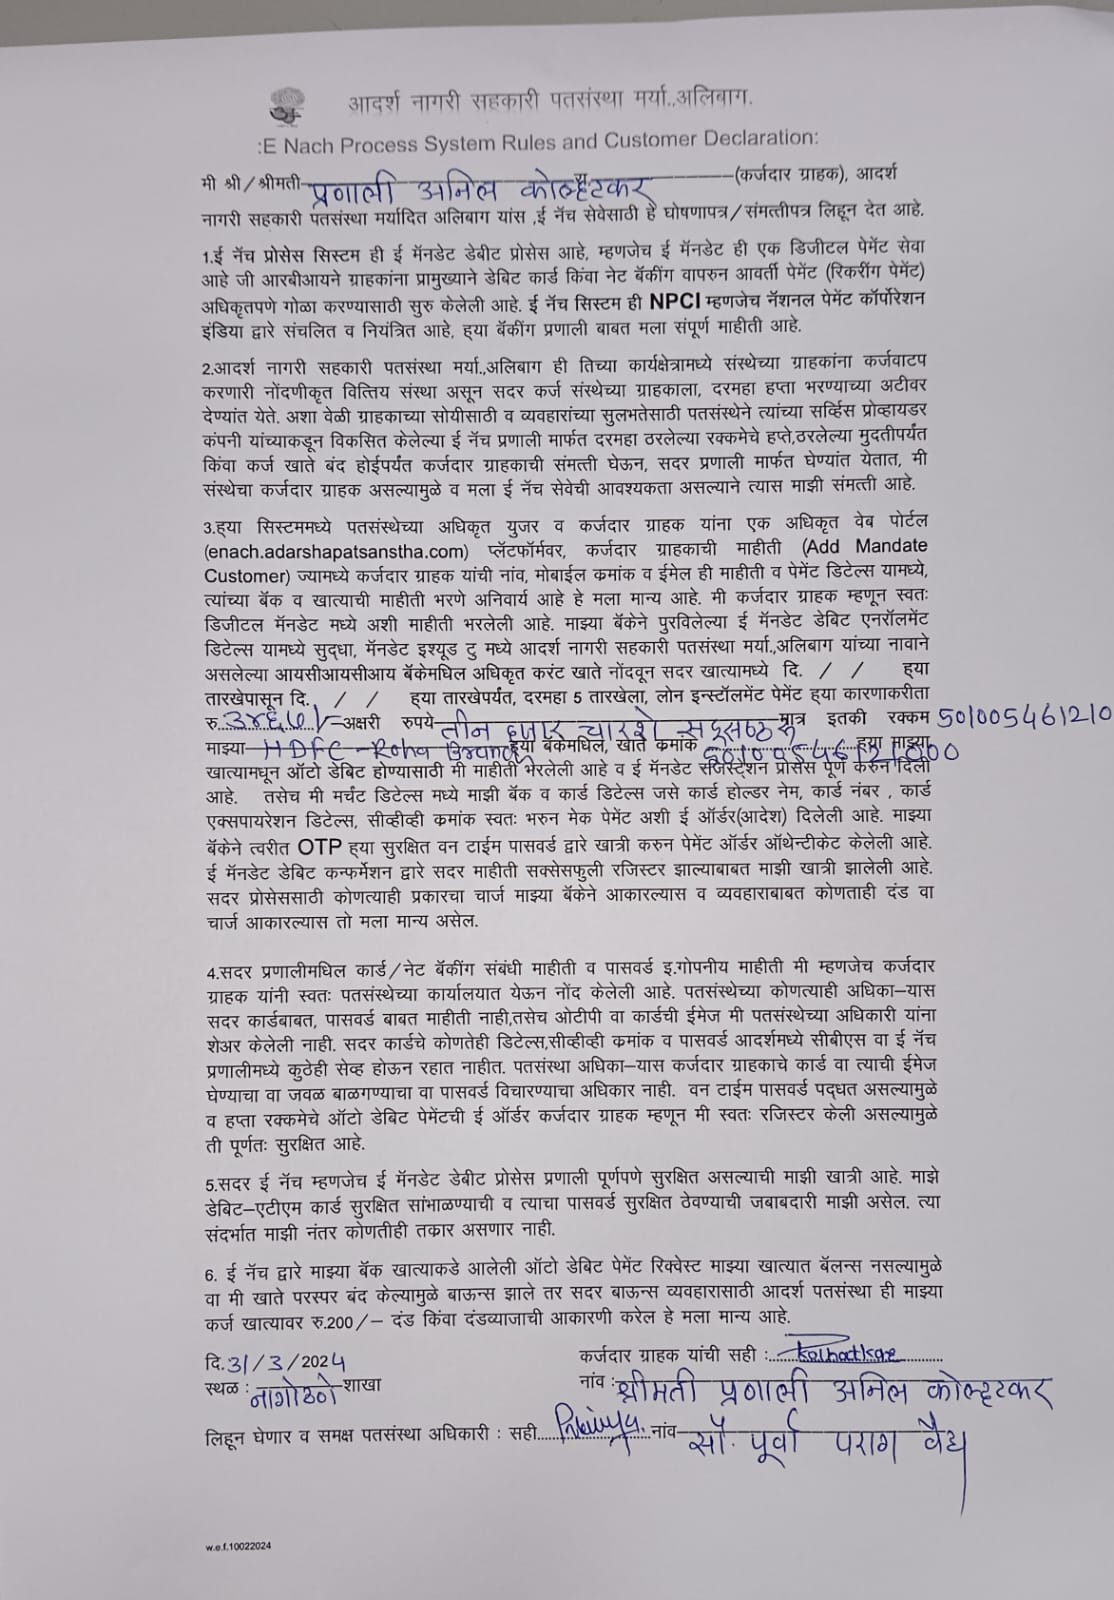 आदर्श नागरी सहकारी पतसंस्था मर्या.,अलिबाग.
:E Nach Process System Rules and Customer Declaration:
मी श्री/श्रीमती प्रणाली अनिल कोल्हटकर (कर्जदार ग्राहक), आदर्श
नागरी सहकारी पतसंस्था मर्यादित अलिबाग यांस ,ई नॅच सेवेसाठी हे घोषणापत्र/संमत्तीपत्र लिहून देत आहे.
1.ई नॅच प्रोसेस सिस्टिम ही ई मॅनडेट डेबीट प्रोसेस आहे, म्हणजेच ई मॅनडेट ही एक डिजीटल पेमेंट सेवा
आहे जी आरबीआयने ग्राहकांना प्रामुख्याने डेबिट कार्ड किंवा नेट बॅकींग वापरुन आवर्ती पेमेंट (रिकरींग पेमेंट)
अधिकृतपणे गोळा करण्यासाठी सुरु केलेली आहे. ई नॅच सिस्टम ही NPCI म्हणजेच नॅशनल पेमेंट कॉर्पोरेशन
इंडिया द्वारे संचलित व नियंत्रित आहे, ह्या बॅकींग प्रणाली बाबत मला संपूर्ण माहीती आहे.
2.आदर्श नागरी सहकारी पतसंस्था मर्या.,अलिबाग ही तिच्या कार्यक्षेत्रामध्ये संस्थेच्या ग्राहकांना कर्जवाटप
करणारी नोंदणीकृत वित्तिय संस्था असून सदर कर्ज संस्थेच्या ग्राहकाला, दरमहा हप्ता भरण्याच्या अटीवर
देण्यांत येते. अशा वेळी ग्राहकाच्या सोयीसाठी व व्यवहारांच्या सुलभतेसाठी पतसंस्थेने त्यांच्या सर्व्हिस प्रोव्हायडर
कंपनी यांच्याकडून विकसित केलेल्या ई नॅच प्रणाली मार्फत दरमहा ठरलेल्या रक्कमेचे हप्ते,ठरलेल्या मुदतीपर्यंत
किंवा कर्ज खाते बंद होईपर्यंत कर्जदार ग्राहकाची संमत्ती घेऊन, सदर प्रणाली मार्फत घेण्यांत येतात, मी
संस्थेचा कर्जदार ग्राहक असल्यामुळे व मला ई नॅच सेवेची आवश्यकता असल्याने त्यास माझी संमत्ती आहे.
3.ह्या सिस्टममध्ये पतसंस्थेच्या अधिकृत युजर व कर्जदार ग्राहक यांना एक अधिकृत वेब पोर्टल
(enach.adarshapatsanstha.com) प्लॅटफॉर्मवर, कर्जदार ग्राहकाची माहीती (Add Mandate
Customer) ज्यामध्ये कर्जदार ग्राहक यांची नांव, मोबाईल क्रमांक व ईमेल ही माहीती व पेमेंट डिटेल्स यामध्ये,
त्यांच्या बॅक व खात्याची माहीती भरणे अनिवार्य आहे हे मला मान्य आहे. मी कर्जदार ग्राहक म्हणून स्वतः
डिजीटल मॅनडेट मध्ये अशी माहीती भरलेली आहे. माझ्या बॅकेने पुरविलेल्या ई मॅनडेट डेबिट एनरॉलमेंट
डिटेल्स यामध्ये सुद्धा, मॅनडेट इश्यूड टु मध्ये आदर्श नागरी सहकारी पतसंस्था मर्या.,अलिबाग यांच्या नावाने
असलेल्या आयसीआयसीआय बॅकेमधिल अधिकृत करंट खाते नोंदवून सदर खात्यामध्ये दि. / / ह्या
तारखेपासून दि. / / ह्या तारखेपर्यंत, दरमहा 5 तारखेला, लोन इन्स्टॉलमेंट पेमेंट ह्या कारणाकरीता
रु.३४६७/- अक्षरी रुपये तीन हजार चारशे सदुसष्ठ मात्र इतकी रक्कम 501005461210
माझ्या HDFC - Roha Branch ह्या बॅकेमधिल, खाते क्रमांक ह्या माझ्या
खात्यामधून ऑटो डेबिट होण्यासाठी मी माहीती भरलेली आहे व ई मॅनडेट रजिस्ट्रेशन प्रोसेस पूर्ण करुन दिली
आहे. तसेच मी मर्चंट डिटेल्स मध्ये माझी बॅक व कार्ड डिटेल्स जसे कार्ड होल्डर नेम, कार्ड नंबर , कार्ड
एक्सपायरेशन डिटेल्स, सीव्हीव्ही क्रमांक स्वतः भरुन मेक पेमेंट अशी ई ऑर्डर(आदेश) दिलेली आहे. माझ्या
बॅकेने त्वरीत OTP ह्या सुरक्षित वन टाईम पासवर्ड द्वारे खात्री करुन पेमेंट ऑर्डर ऑथेन्टीकेट केलेली आहे.
ई मॅनडेट डेबिट कन्फर्मेशन द्वारे सदर माहीती सक्सेसफुली रजिस्टर झाल्याबाबत माझी खात्री झालेली आहे.
सदर प्रोसेससाठी कोणत्याही प्रकारचा चार्ज माझ्या बॅकेने आकारल्यास व व्यवहाराबाबत कोणताही दंड वा
चार्ज आकारल्यास तो मला मान्य असेल.
4.सदर प्रणालीमधिल कार्ड/नेट बॅकींग संबंधी माहीती व पासवर्ड इ.गोपनीय माहीती मी म्हणजेच कर्जदार
ग्राहक यांनी स्वतः पतसंस्थेच्या कार्यालयात येऊन नोंद केलेली आहे. पतसंस्थेच्या कोणत्याही अधिका–यास
सदर कार्डबाबत, पासवर्ड बाबत माहीती नाही,तसेच ओटीपी वा कार्डची ईमेज मी पतसंस्थेच्या अधिकारी यांना
शेअर केलेली नाही. सदर कार्डचे कोणतेही डिटेल्स,सीव्हीव्ही क्रमांक व पासवर्ड आदर्शमध्ये सीबीएस वा ई नॅच
प्रणालीमध्ये कुठेही सेव्ह होऊन रहात नाहीत. पतसंस्था अधिका–यास कर्जदार ग्राहकाचे कार्ड वा त्याची ईमेज
घेण्याचा वा जवळ बाळगण्याचा वा पासवर्ड विचारण्याचा अधिकार नाही. वन टाईम पासवर्ड पद्धत असल्यामुळे
व हप्ता रक्कमेचे ऑटो डेबिट पेमेंटची ई ऑर्डर कर्जदार ग्राहक म्हणून मी स्वतः रजिस्टर केली असल्यामुळे
ती पूर्णतः सुरक्षित आहे.
5.सदर ई नॅच म्हणजेच ई मॅनडेट डेबीट प्रोसेस प्रणाली पूर्णपणे सुरक्षित असल्याची माझी खात्री आहे. माझे
डेबिट–एटीएम कार्ड सुरक्षित सांभाळण्याची व त्याचा पासवर्ड सुरक्षित ठेवण्याची जबाबदारी माझी असेल. त्या
संदर्भात माझी नंतर कोणतीही तक्रार असणार नाही.
6. ई नॅच द्वारे माझ्या बॅक खात्याकडे आलेली ऑटो डेबिट पेमेंट रिक्वेस्ट माझ्या खात्यात बॅलन्स नसल्यामुळे
वा मी खाते परस्पर बंद केल्यामुळे बाऊन्स झाले तर सदर बाऊन्स व्यवहारासाठी आदर्श पतसंस्था ही माझ्या
कर्ज खात्यावर रु.200/– दंड किंवा दंडव्याजाची आकारणी करेल हे मला मान्य आहे.
दि.31/3/2024 कर्जदार ग्राहक यांची सही : Kolhatkar
स्थळ : नागोठणे शाखा नांव : श्रीमती प्रणाली अनिल कोल्हटकर
लिहून घेणार व समक्ष पतसंस्था अधिकारी : सही नांव सौ. पूर्वा पराग वैद्य
w.e.f.10022024